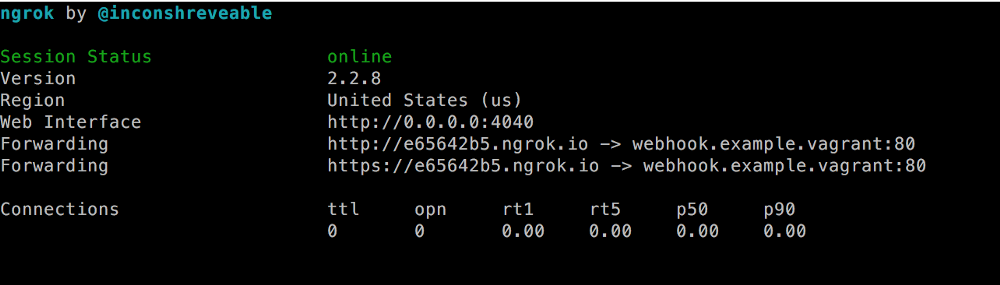 ngrok by @inconshreveable
Session Status online
Version 2.2.8
Region United States (us)
Web Interface http://0.0.0.0:4040
Forwarding http://e65642b5.ngrok.io -> webhook.example.vagrant:80
Forwarding https://e65642b5.ngrok.io -> webhook.example.vagrant:80
Connections ttl opn rt1 rt5 p50 p90
0 0 0.00 0.00 0.00 0.00